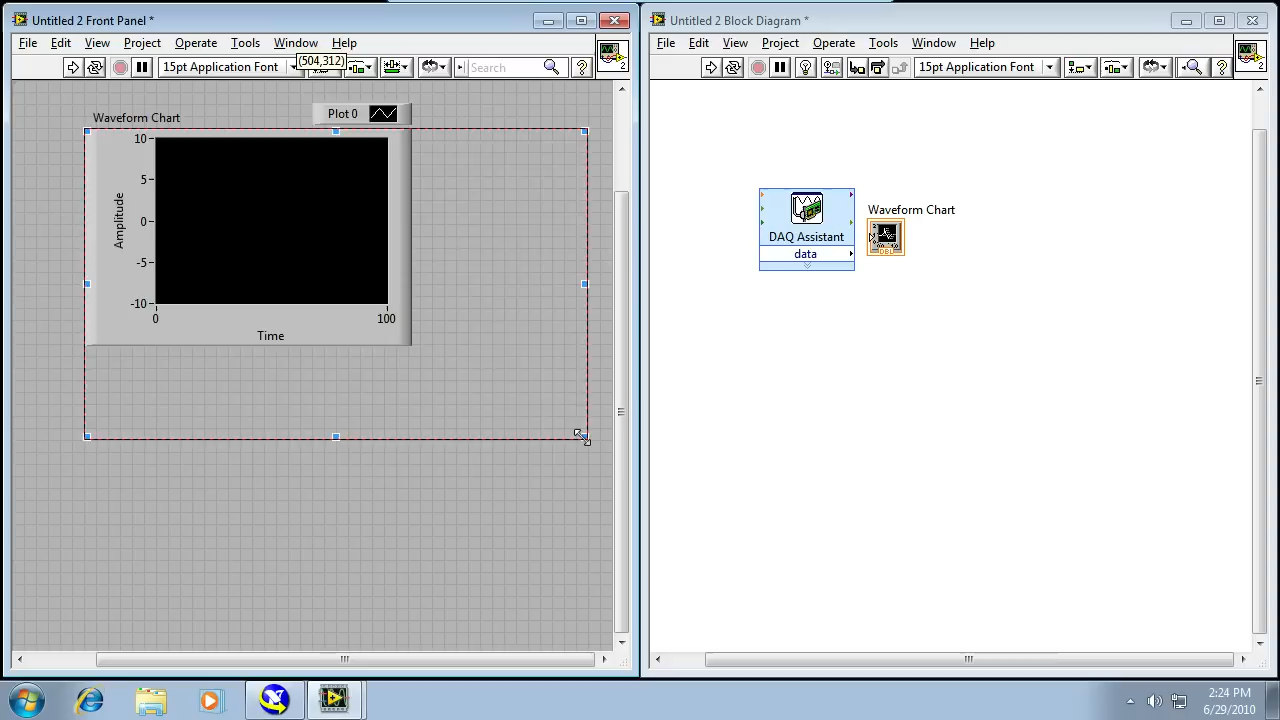 Untitled 2 Front Panel *
File Edit View Project Operate Tools Window Help
(504,312)
15pt Application Font
Search
2
Waveform Chart
Plot 0
10
5
0
-5
-10
Amplitude
0
100
Time
Untitled 2 Block Diagram *
File Edit View Project Operate Tools Window Help
15pt Application Font
2
DAQ Assistant
data
Waveform Chart
DBL
2:24 PM
6/29/2010